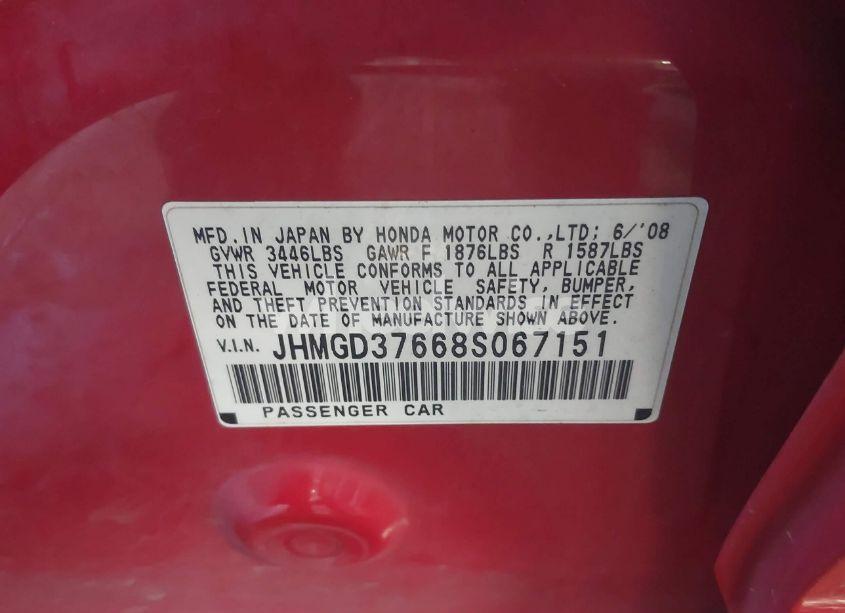 MFD. IN JAPAN BY HONDA MOTOR CO.,LTD: 6/'08
GVWR 3446LBS GAWR F 1876LBS R 1587LBS
THIS VEHICLE CONFORMS TO ALL APPLICABLE
FEDERAL MOTOR VEHICLE SAFETY, BUMPER,
AND THEFT PREVENTION STANDARDS IN EFFECT
ON THE DATE OF MANUFACTURE SHOWN ABOVE.
V.I.N. JHMGD37668S067151
PASSENGER CAR